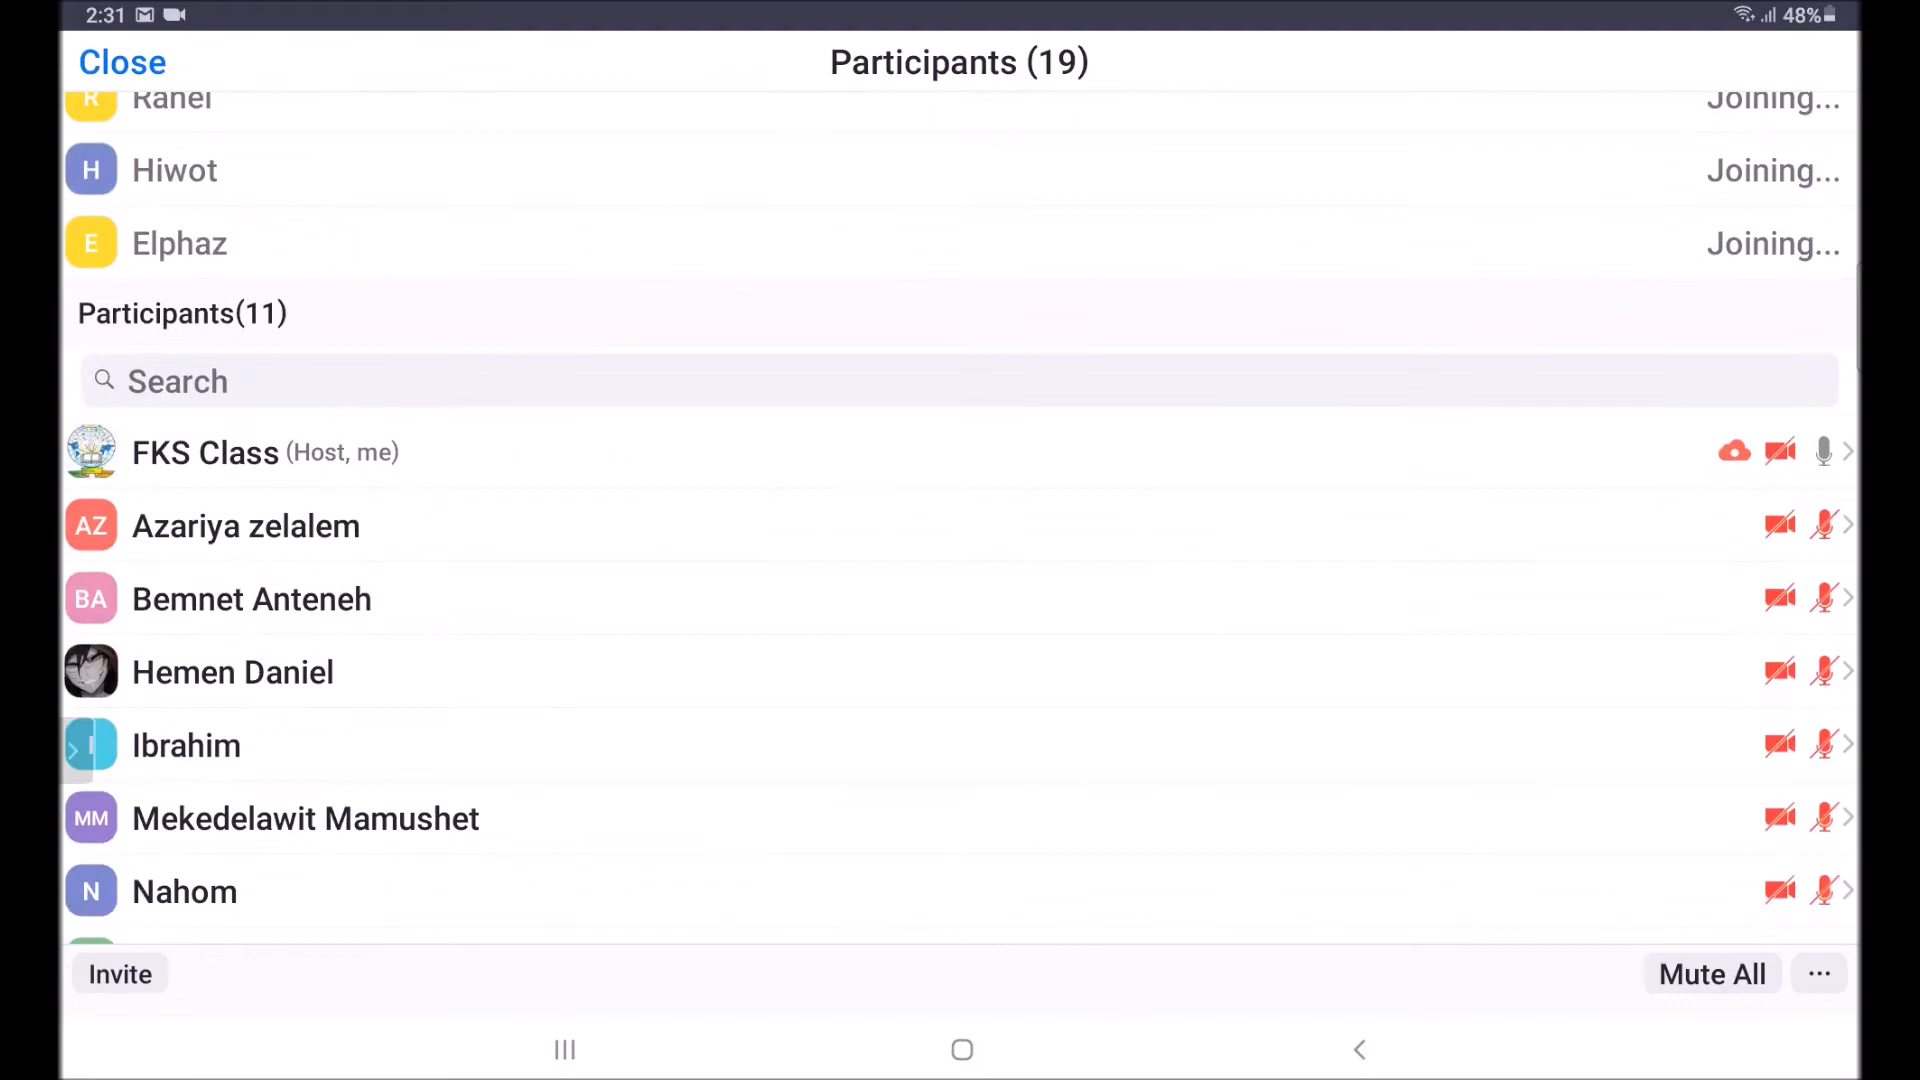 2:31 48%
Close Participants (19)
R Rahel Joining...
H Hiwot Joining...
E Elphaz Joining...
Participants(11)
Search
FKS Class (Host, me)
AZ Azariya zelalem
BA Bemnet Anteneh
Hemen Daniel
I Ibrahim
MM Mekedelawit Mamushet
N Nahom
Invite Mute All ...